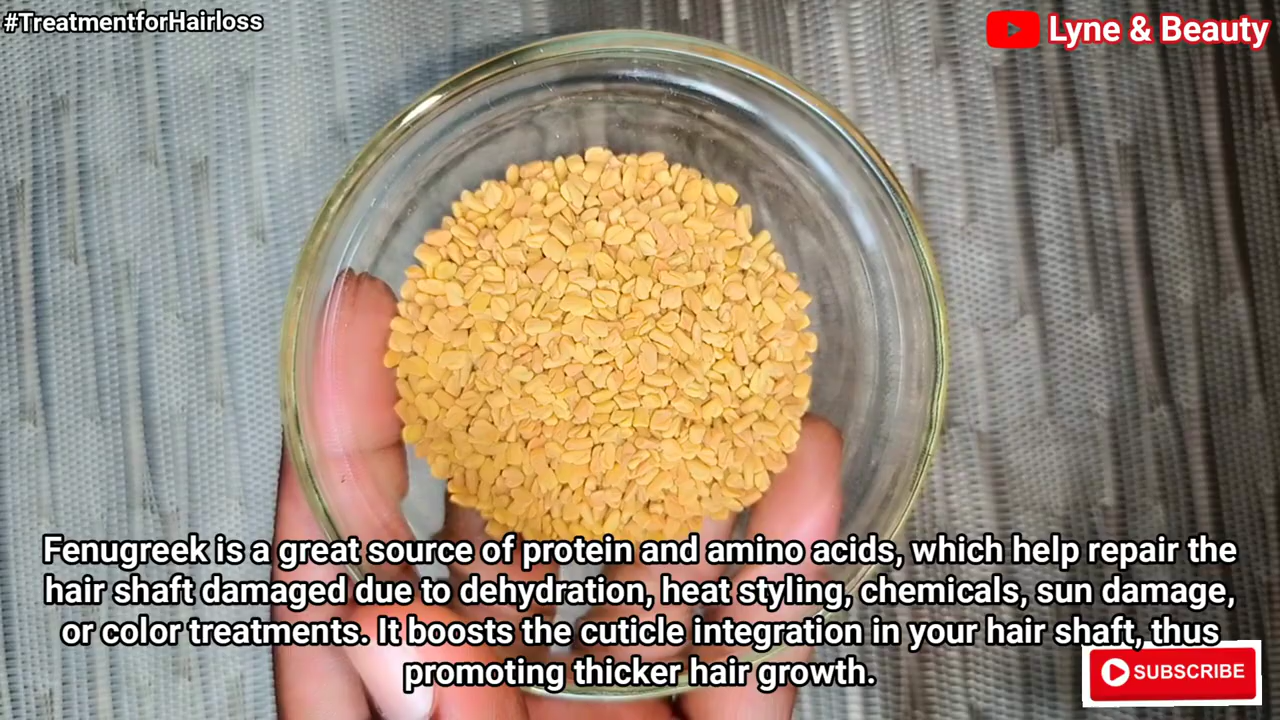 #TreatmentforHairloss
Lyne & Beauty
Fenugreek is a great source of protein and amino acids, which help repair the
hair shaft damaged due to dehydration, heat styling, chemicals, sun damage,
or color treatments. It boosts the cuticle integration in your hair shaft, thus
promoting thicker hair growth.
SUBSCRIBE